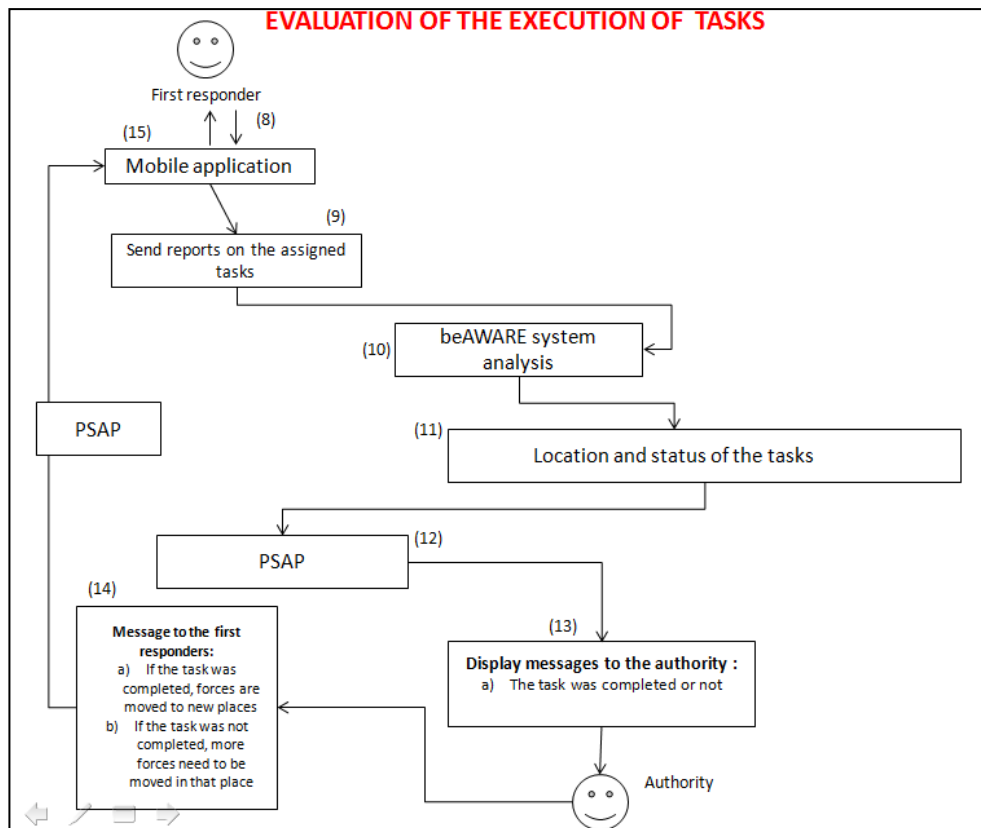 EVALUATION OF THE EXECUTION OF TASKS
First responder
(8)
(15)
Mobile application
(9)
Send reports on the assigned
tasks
(10)
beAWARE system
analysis
PSAP
(11)
Location and status of the tasks
(12)
PSAP
(14)
Message to the first
responders:
a) If the task was
completed, forces are
moved to new places
b) If the task was not
completed, more
forces need to be
moved in that place
(13)
Display messages to the authority :
a) The task was completed or not
Authority